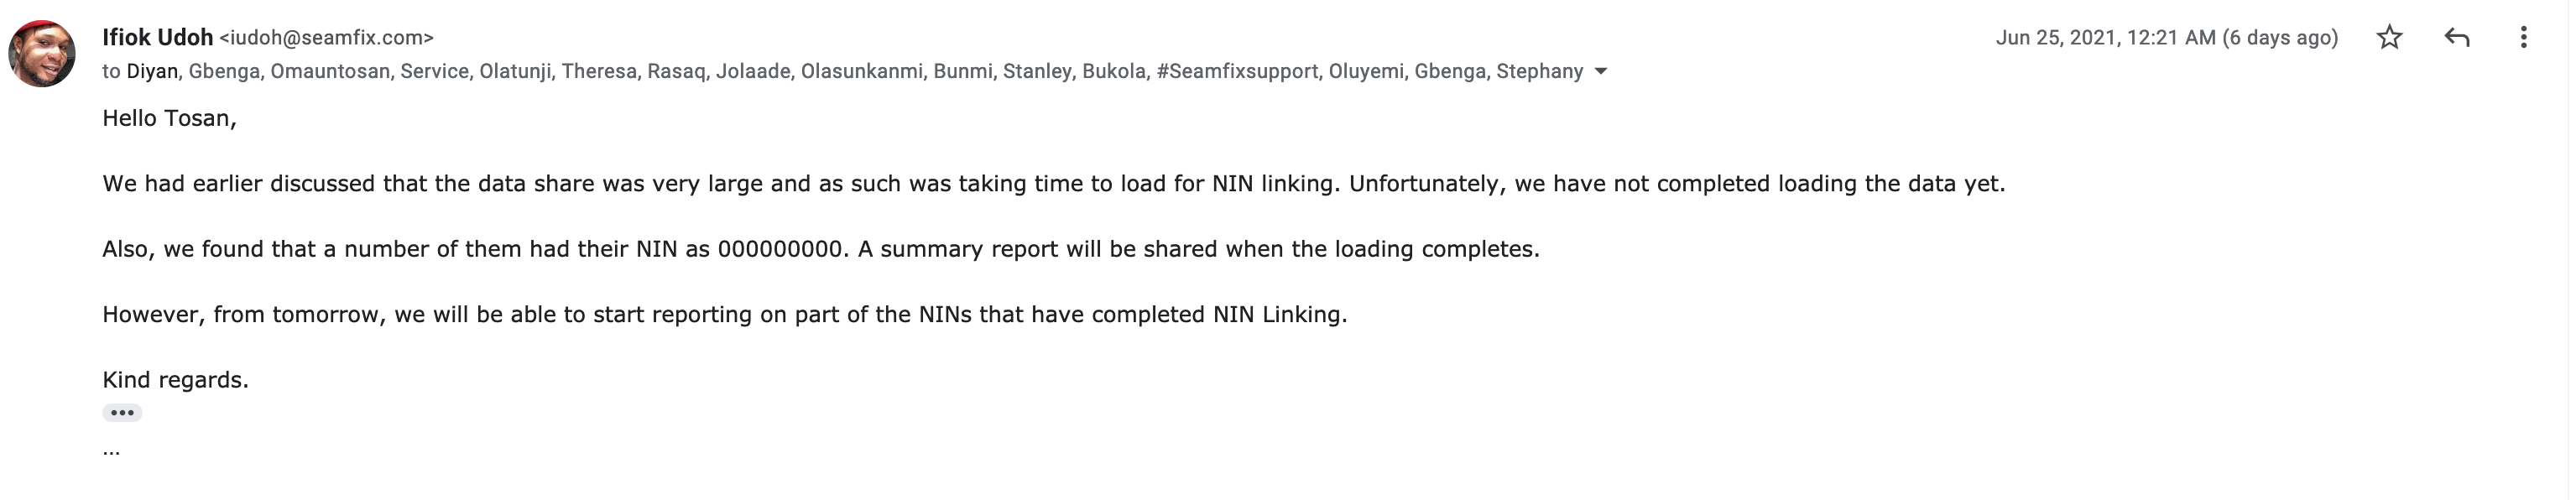 Ifiok Udoh <iudoh@seamfix.com>
Jun 25, 2021, 12:21 AM (6 days ago)
to Diyan, Gbenga, Omauntosan, Service, Olatunji, Theresa, Rasaq, Jolaade, Olasunkanmi, Bunmi, Stanley, Bukola, #Seamfixsupport, Oluyemi, Gbenga, Stephany
Hello Tosan,
We had earlier discussed that the data share was very large and as such was taking time to load for NIN linking. Unfortunately, we have not completed loading the data yet.
Also, we found that a number of them had their NIN as 000000000. A summary report will be shared when the loading completes.
However, from tomorrow, we will be able to start reporting on part of the NINs that have completed NIN Linking.
Kind regards.
...